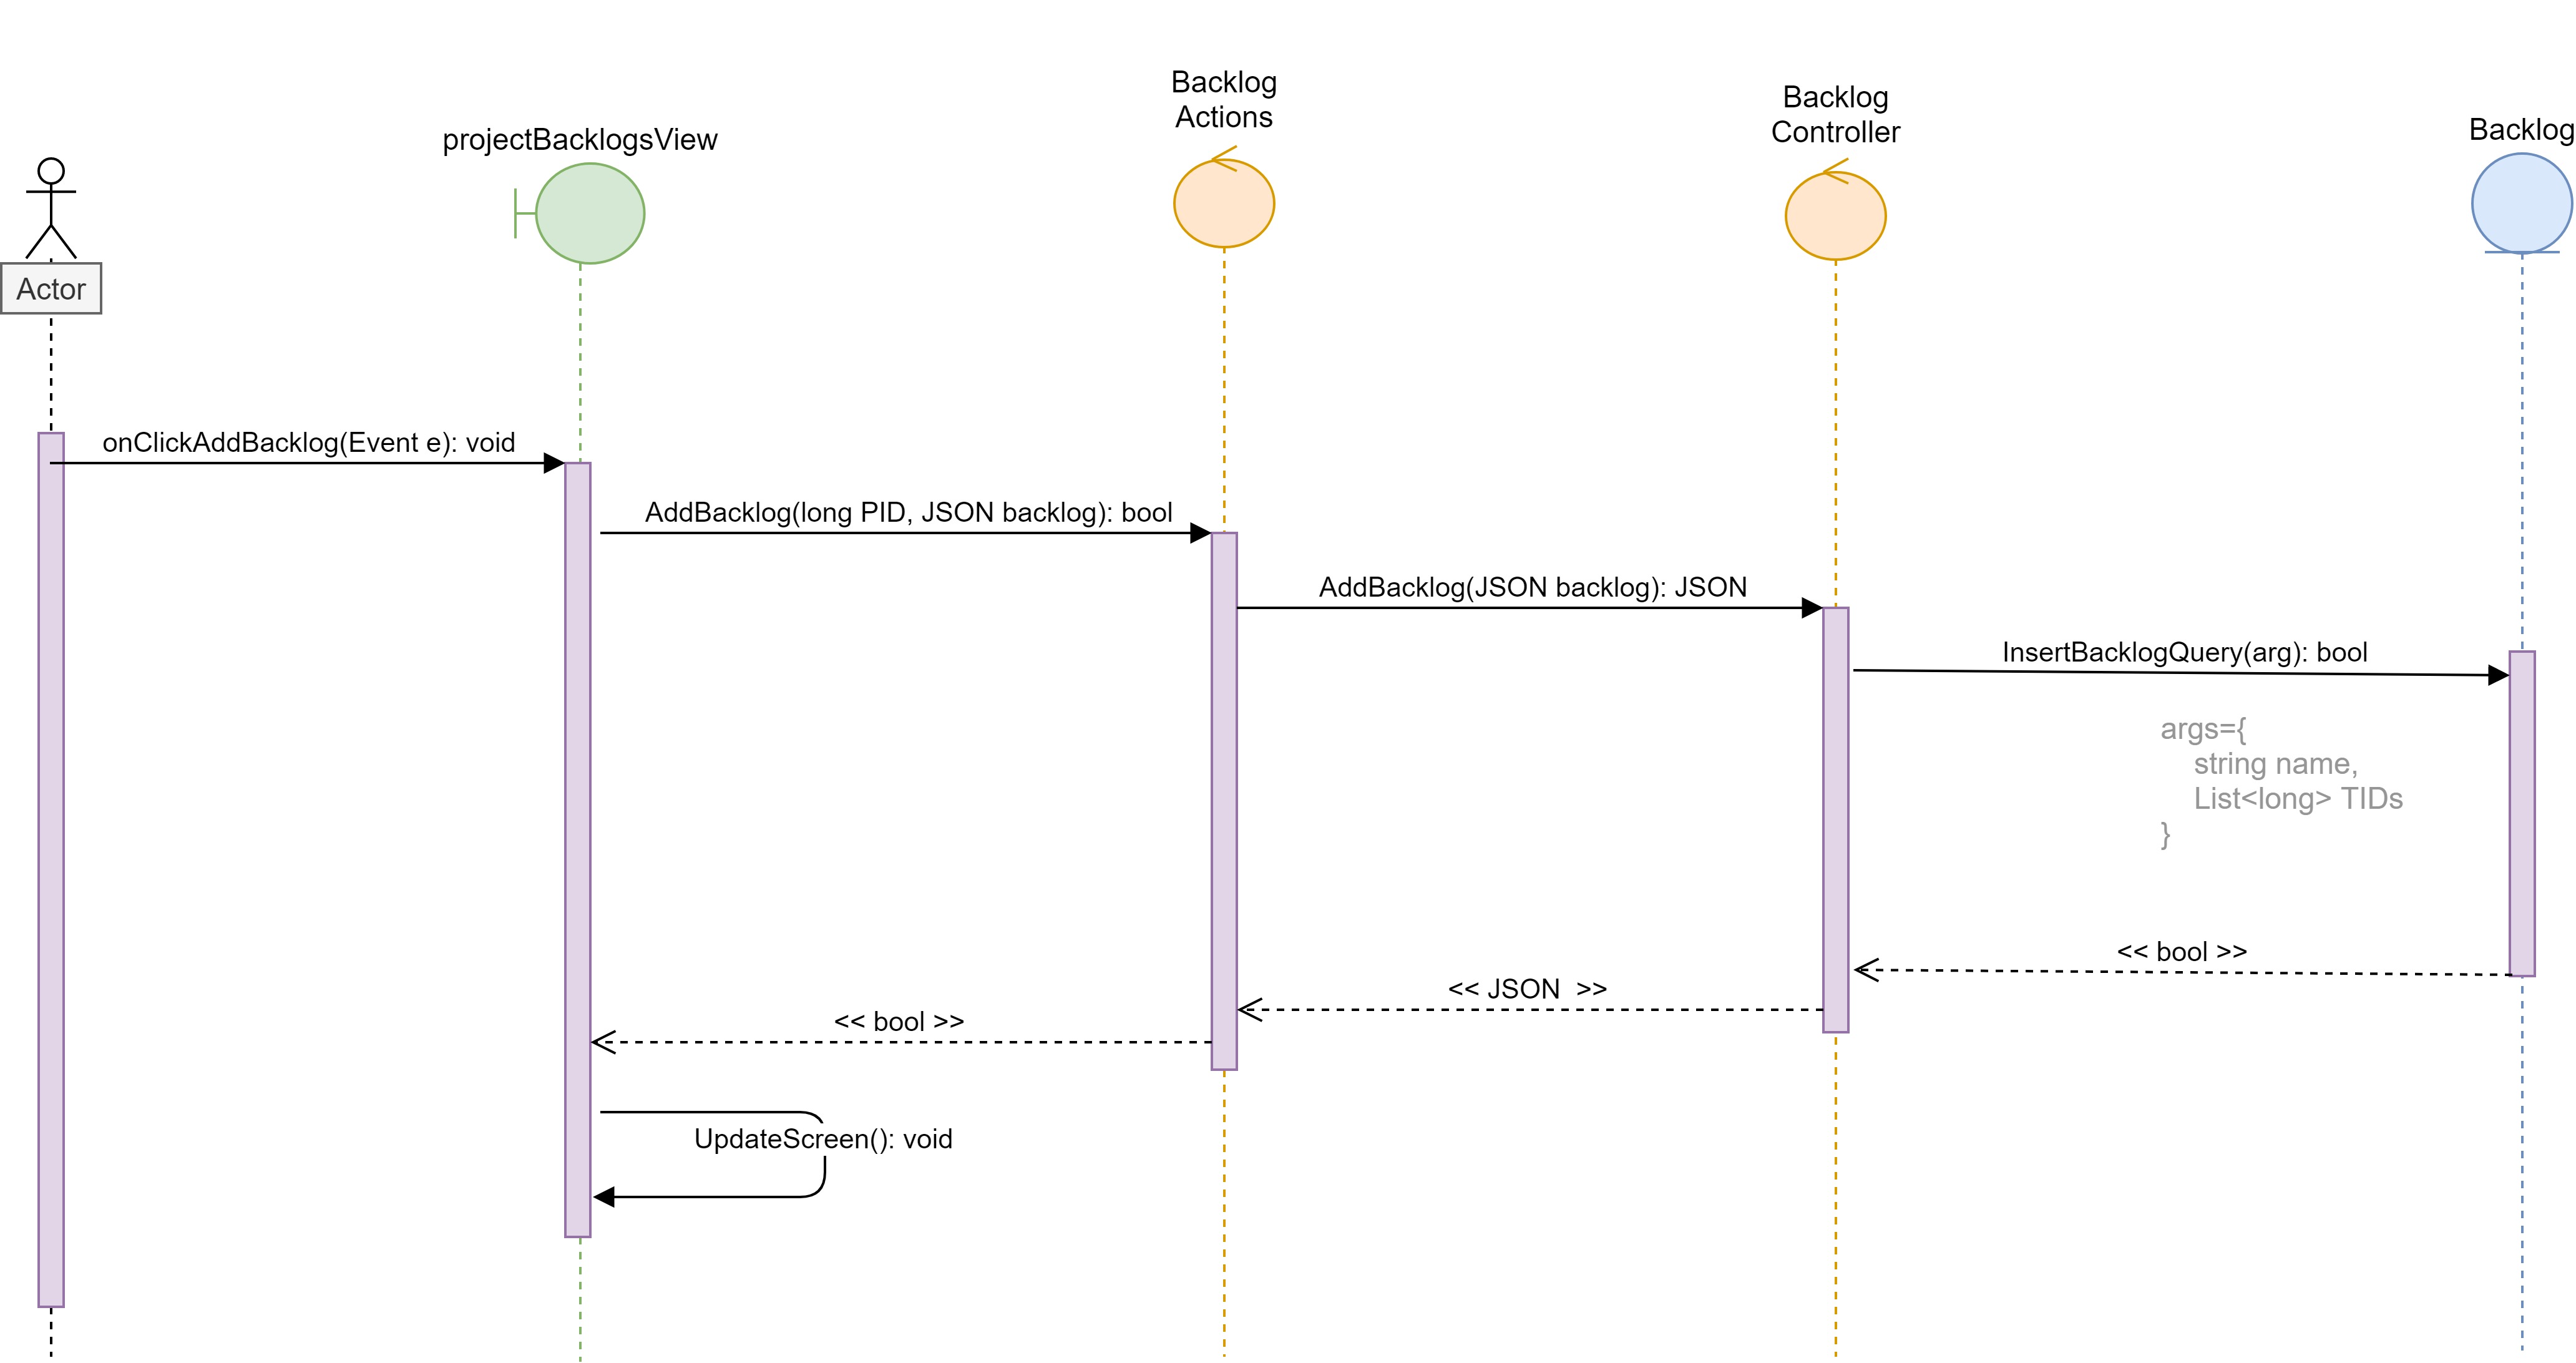 Backlog
Actions
Backlog
Controller
projectBacklogsView
Backlog
Actor
onClickAddBacklog(Event e): void
AddBacklog(long PID, JSON backlog): bool
AddBacklog(JSON backlog): JSON
InsertBacklogQuery(arg): bool
args={
string name,
List<long> TIDs
}
<< bool >>
<< JSON  >>
<< bool >>
UpdateScreen(): void